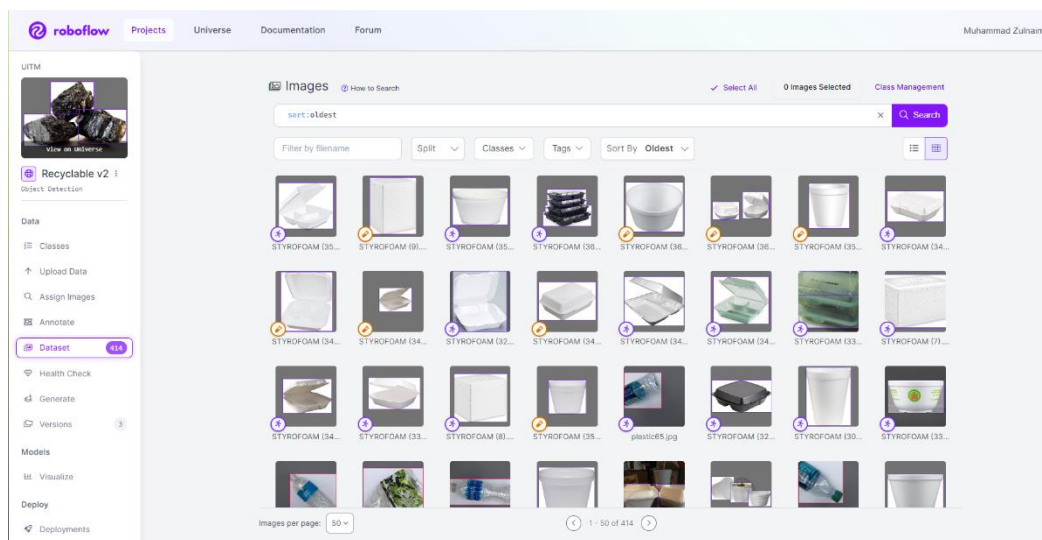 roboflow Projects Universe Documentation Forum Muhammad Zulnaim
UITM
View on Universe
Recyclable v2
Object Detection
Data
Classes
Upload Data
Assign Images
Annotate
Dataset 414
Health Check
Generate
Versions 3
Models
Visualize
Deploy
Deployments
Images How to Search Select All 0 Images Selected Class Management
sort:oldest Search
Filter by filename Split Classes Tags Sort By Oldest
STYROFOAM (35... STYROFOAM (9).... STYROFOAM (35... STYROFOAM (36... STYROFOAM (36... STYROFOAM (36... STYROFOAM (35... STYROFOAM (34...
STYROFOAM (34... STYROFOAM (34... STYROFOAM (32... STYROFOAM (34... STYROFOAM (34... STYROFOAM (34... STYROFOAM (33... STYROFOAM (7)....
STYROFOAM (34... STYROFOAM (33... STYROFOAM (8).... STYROFOAM (35... plastic65.jpg STYROFOAM (32... STYROFOAM (30... STYROFOAM (33...
Images per page: 50 1 - 50 of 414